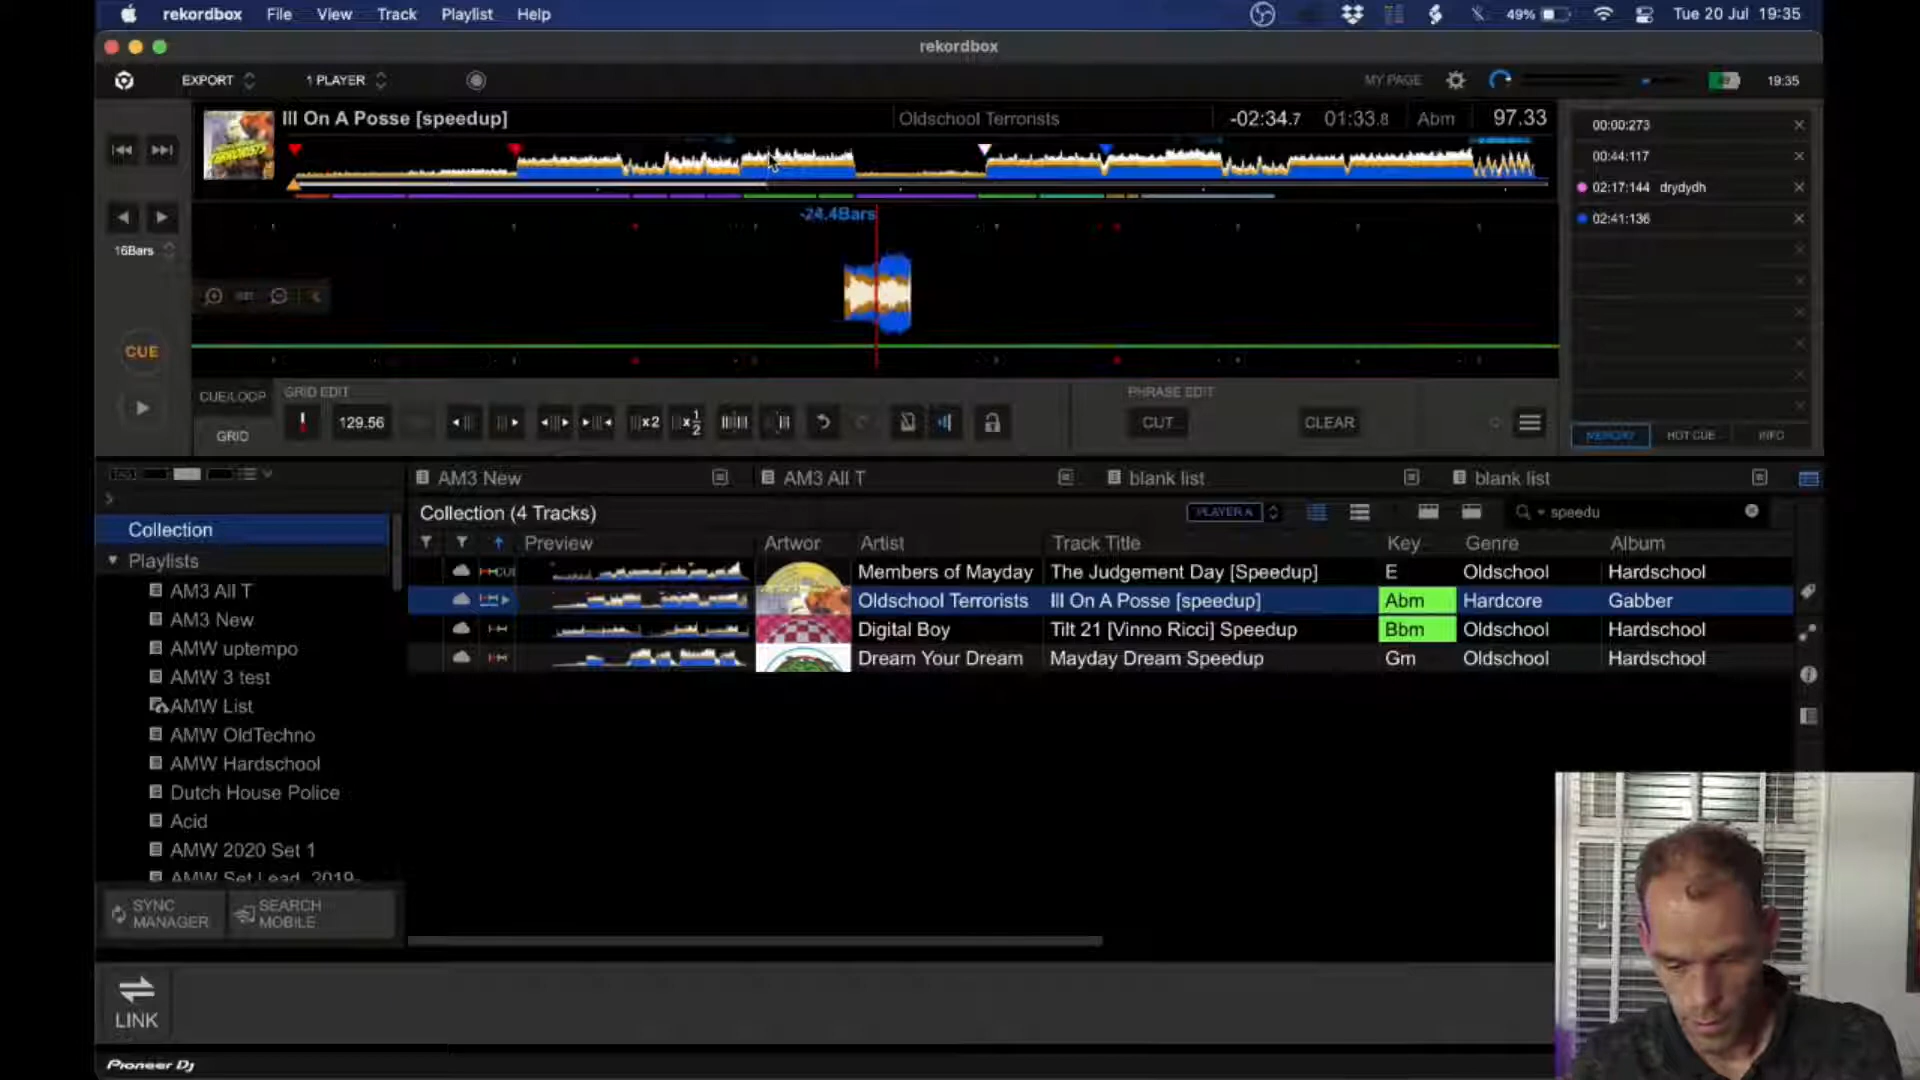 rekordbox File View Track Playlist Help 49% Tue 20 Jul 19:35
rekordbox
EXPORT 1 PLAYER MY PAGE 19:35
Ill On A Posse [speedup] Oldschool Terrorists -02:34.7 01:33.8 Abm 97.33
00:00:273
00:44:117
02:17:144 drydydh
02:41:136
-24.4Bars
16Bars
CUE
CUE/LOOP GRID EDIT PHRASE EDIT
129.56 x2 x1/2 CUT CLEAR
GRID MEMORY HOT CUE INFO
AM3 New AM3 All T blank list blank list
Collection (4 Tracks) PLAYER A speedu
Preview Artwor Artist Track Title Key Genre Album
Members of Mayday The Judgement Day [Speedup] E Oldschool Hardschool
Oldschool Terrorists Ill On A Posse [speedup] Abm Hardcore Gabber
Digital Boy Tilt 21 [Vinno Ricci] Speedup Bbm Oldschool Hardschool
Dream Your Dream Mayday Dream Speedup Gm Oldschool Hardschool
Collection
Playlists
AM3 All T
AM3 New
AMW uptempo
AMW 3 test
AMW List
AMW OldTechno
AMW Hardschool
Dutch House Police
Acid
AMW 2020 Set 1
AMW Set Lead 2019
SYNC MANAGER
SEARCH MOBILE
LINK
Pioneer Dj